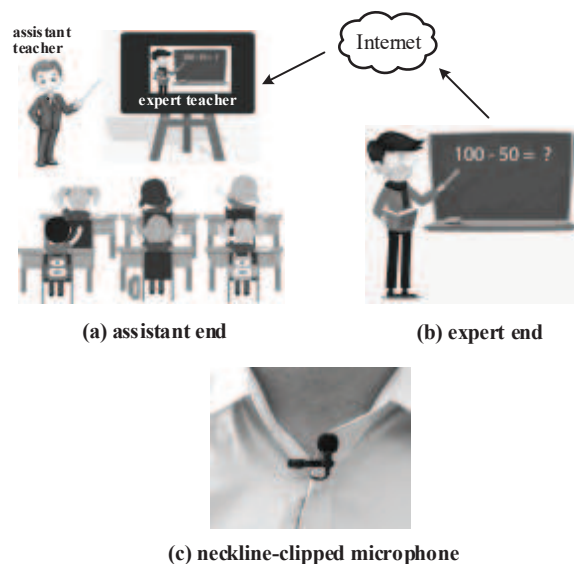 assistant
teacher
expert teacher
Internet
100 - 50 = ?
(a) assistant end
(b) expert end
(c) neckline-clipped microphone